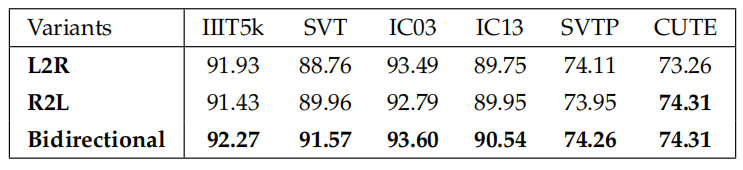 Variants IIIT5k SVT IC03 IC13 SVTP CUTE
L2R 91.93 88.76 93.49 89.75 74.11 73.26
R2L 91.43 89.96 92.79 89.95 73.95 74.31
Bidirectional 92.27 91.57 93.60 90.54 74.26 74.31